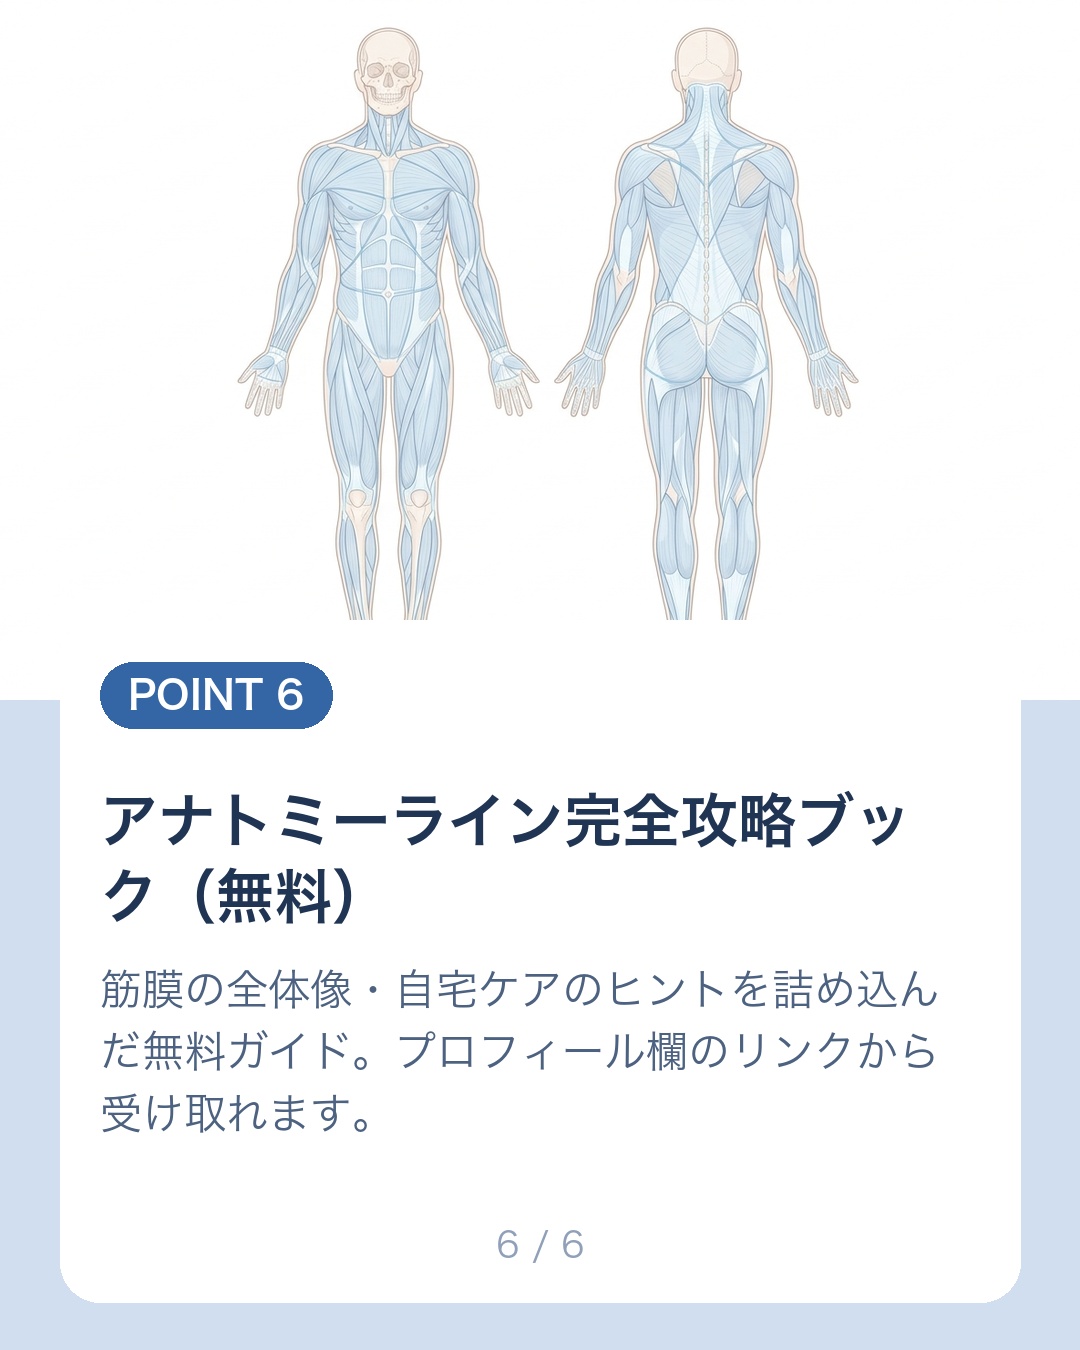 POINT 6
アナトミーライン完全攻略ブッ
ク（無料）
筋膜の全体像・自宅ケアのヒントを詰め込ん
だ無料ガイド。プロフィール欄のリンクから
受け取れます。
6 / 6